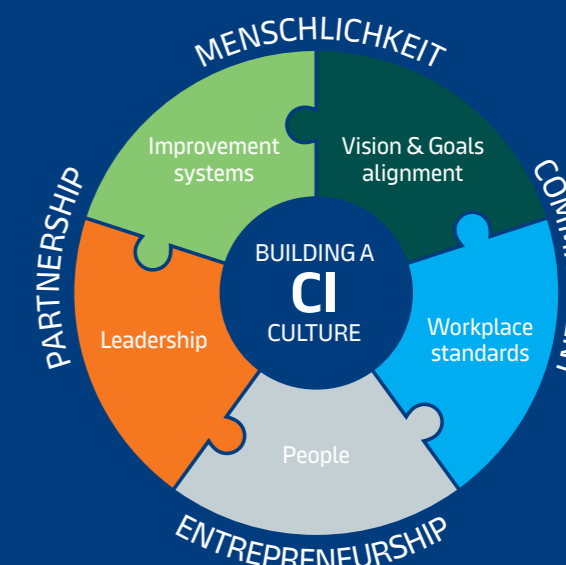 MENSCHLICHKEIT
PARTNERSHIP
ENTREPRENEURSHIP
Improvement
systems
Vision & Goals
alignment
Leadership
Workplace
standards
People
BUILDING A
CI
CULTURE